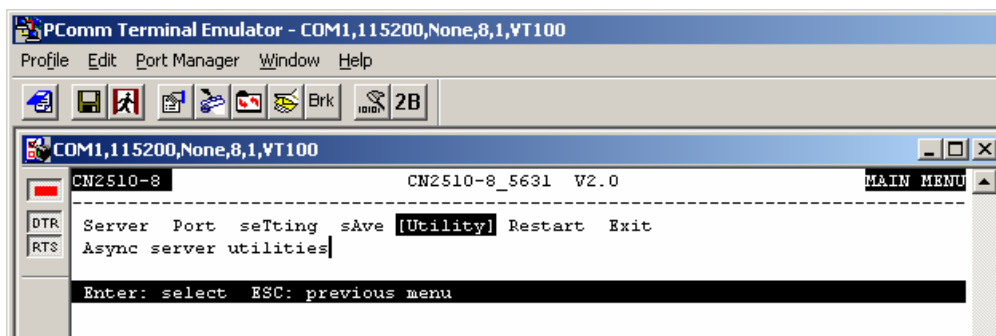 PComm Terminal Emulator - COM1,115200,None,8,1,VT100
Profile Edit Port Manager Window Help
Brk 2B
COM1,115200,None,8,1,VT100
CN2510-8 CN2510-8_5631 V2.0 MAIN MENU
DTR Server Port seTting sAve [Utility] Restart Exit
RTS Async server utilities
Enter: select ESC: previous menu